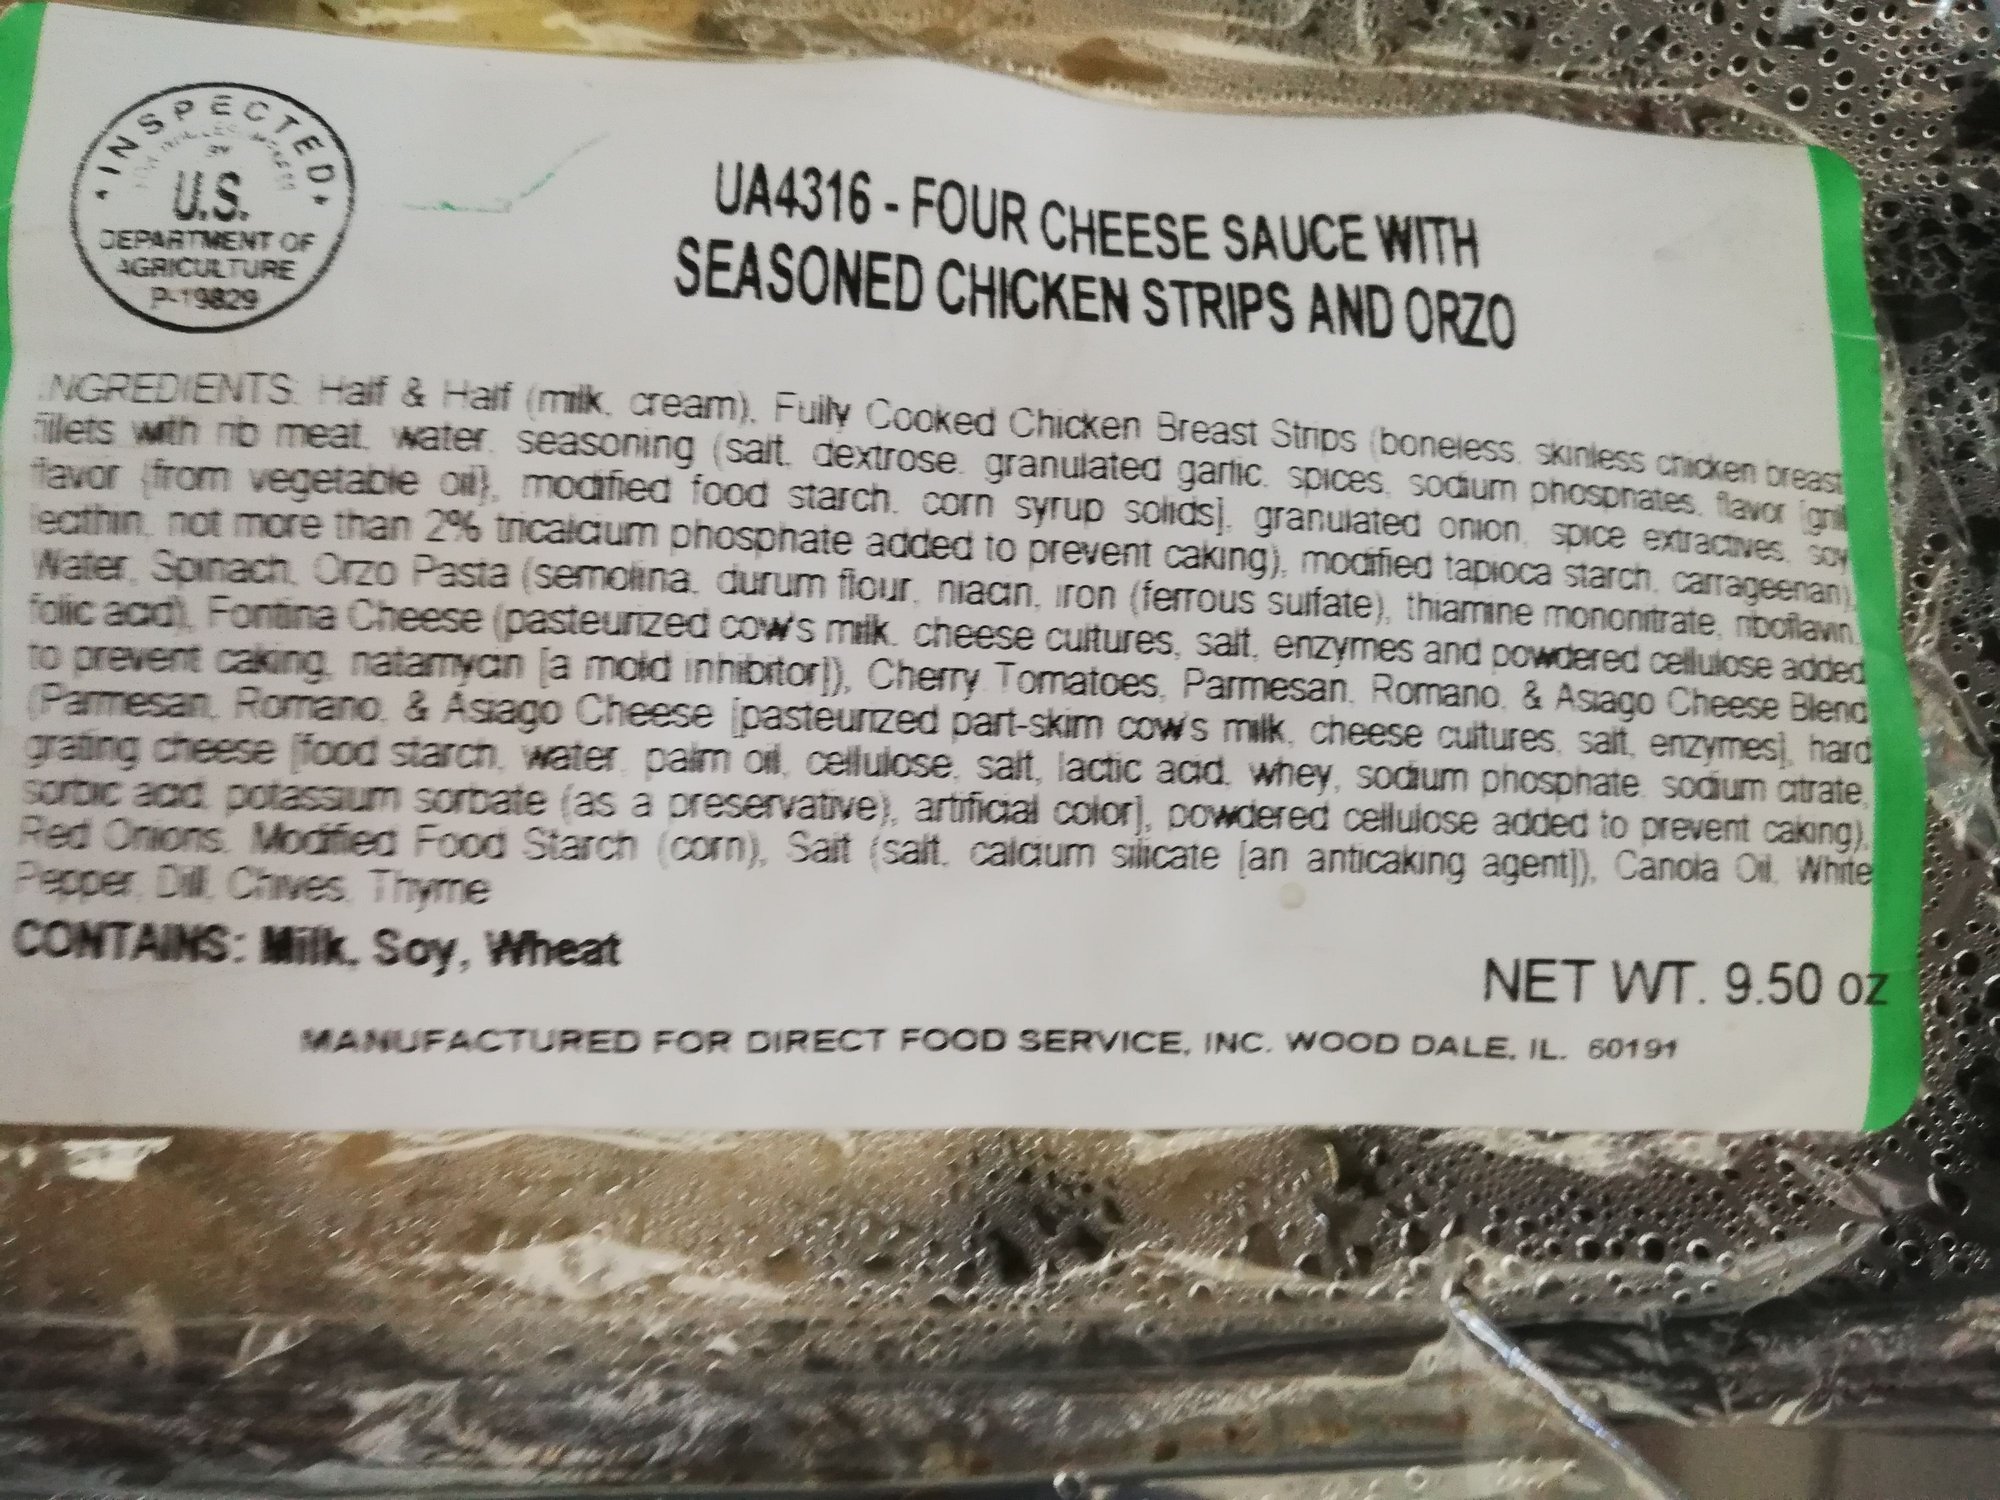 INSPECTED
BY
U.S.
DEPARTMENT OF
AGRICULTURE
P-19829
UA4316 - FOUR CHEESE SAUCE WITH
SEASONED CHICKEN STRIPS AND ORZO
INGREDIENTS: Half & Half (milk, cream), Fully Cooked Chicken Breast Strips (boneless, skinless chicken breast
fillets with rib meat, water, seasoning (salt, dextrose, granulated garlic, spices, sodium phosphates, flavor [grill
flavor {from vegetable oil}, modified food starch, corn syrup solids], granulated onion, spice extractives, soy
lecithin, not more than 2% tricalcium phosphate added to prevent caking), modified tapioca starch, carrageenan),
Water, Spinach, Orzo Pasta (semolina, durum flour, niacin, iron (ferrous sulfate), thiamine mononitrate, riboflavin,
folic acid), Fontina Cheese (pasteurized cow's milk, cheese cultures, salt, enzymes and powdered cellulose added
to prevent caking, natamycin [a mold inhibitor]), Cherry Tomatoes, Parmesan, Romano, & Asiago Cheese Blend
(Parmesan, Romano, & Asiago Cheese [pasteurized part-skim cow's milk, cheese cultures, salt, enzymes], hard
grating cheese [food starch, water, palm oil, cellulose, salt, lactic acid, whey, sodium phosphate, sodium citrate,
sorbic acid, potassium sorbate (as a preservative), artificial color], powdered cellulose added to prevent caking),
Red Onions, Modified Food Starch (corn), Salt (salt, calcium silicate [an anticaking agent]), Canola Oil, White
Pepper, Dill, Chives, Thyme
CONTAINS: Milk, Soy, Wheat
NET WT. 9.50 oz
MANUFACTURED FOR DIRECT FOOD SERVICE, INC. WOOD DALE, IL. 60191